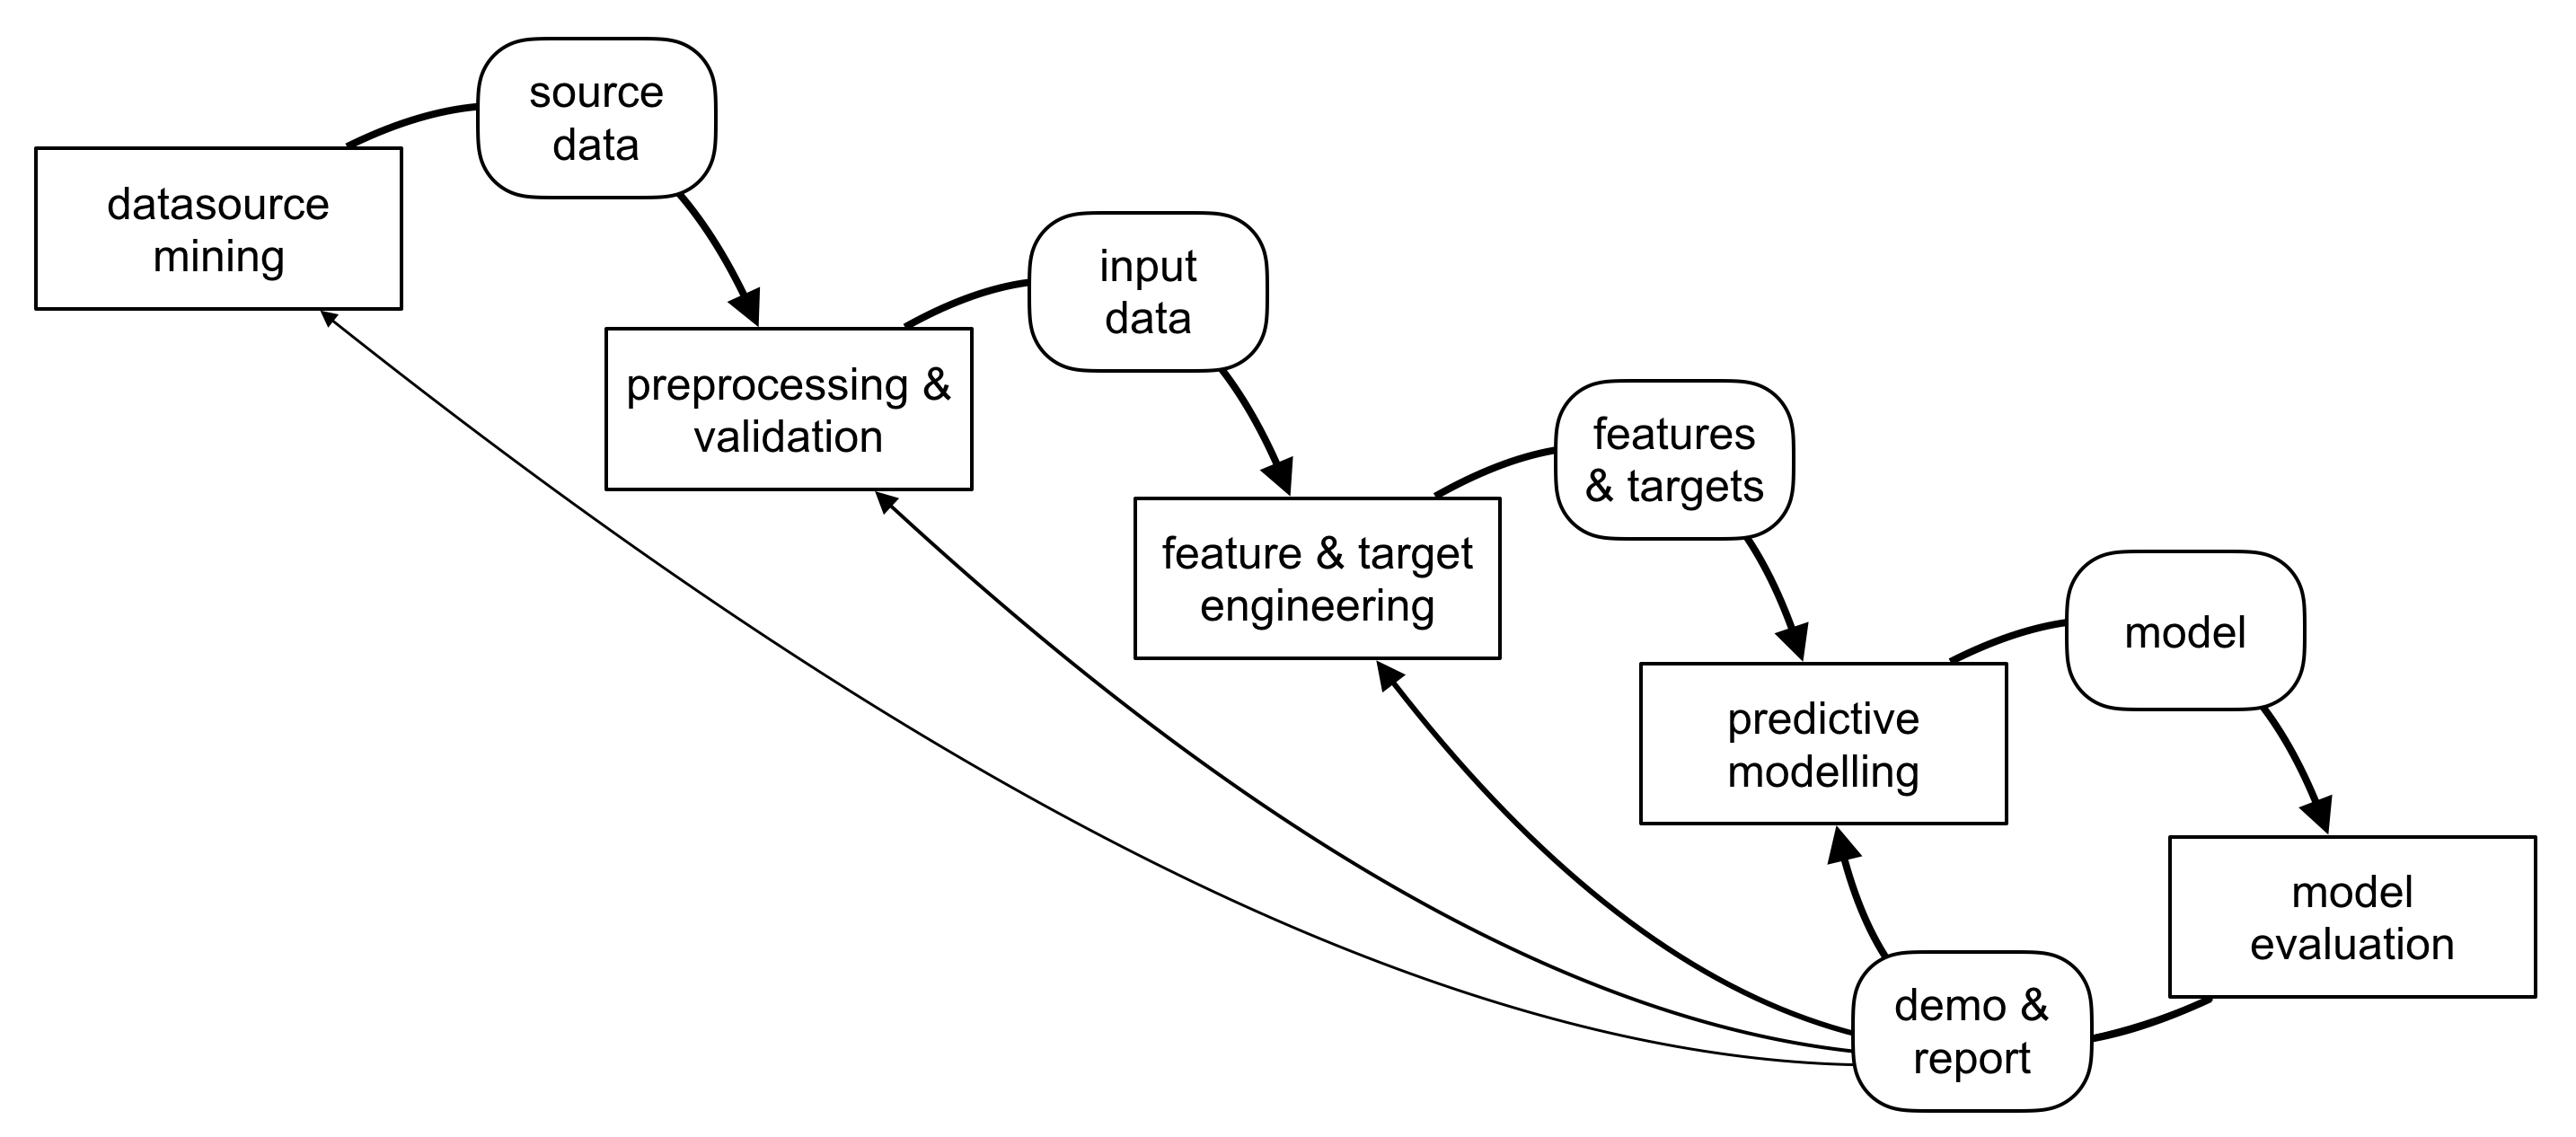 source
data
datasource
mining
input
data
preprocessing &
validation
features
& targets
feature & target
engineering
model
predictive
modelling
model
evaluation
demo &
report